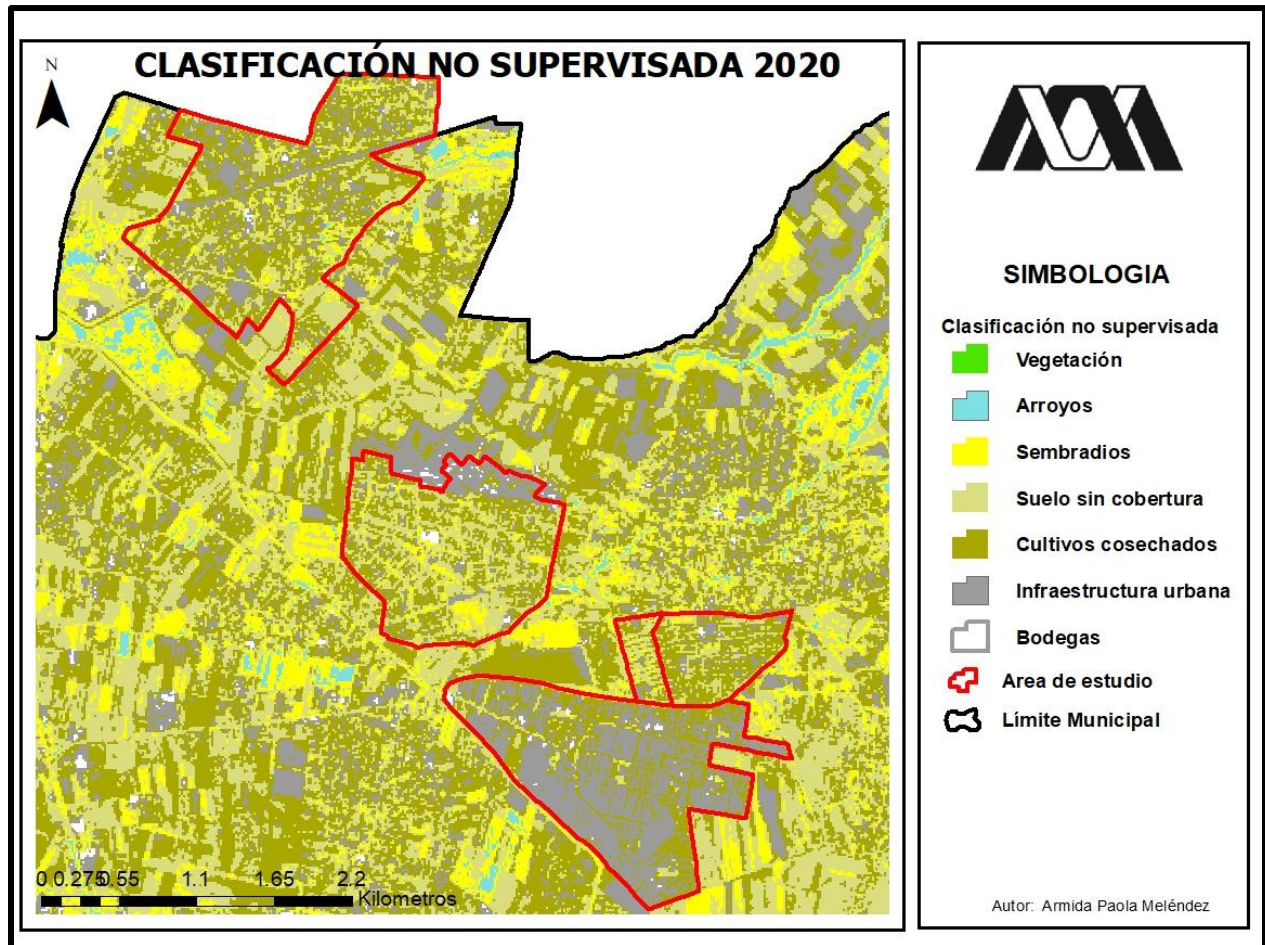 CLASIFICACIÓN NO SUPERVISADA 2020
N
SIMBOLOGIA
Clasificación no supervisada
Vegetación
Arroyos
Sembradios
Suelo sin cobertura
Cultivos cosechados
Infraestructura urbana
Bodegas
Area de estudio
Límite Municipal
0 0.275 0.55 1.1 1.65 2.2
Kilometros
Autor: Armida Paola Meléndez